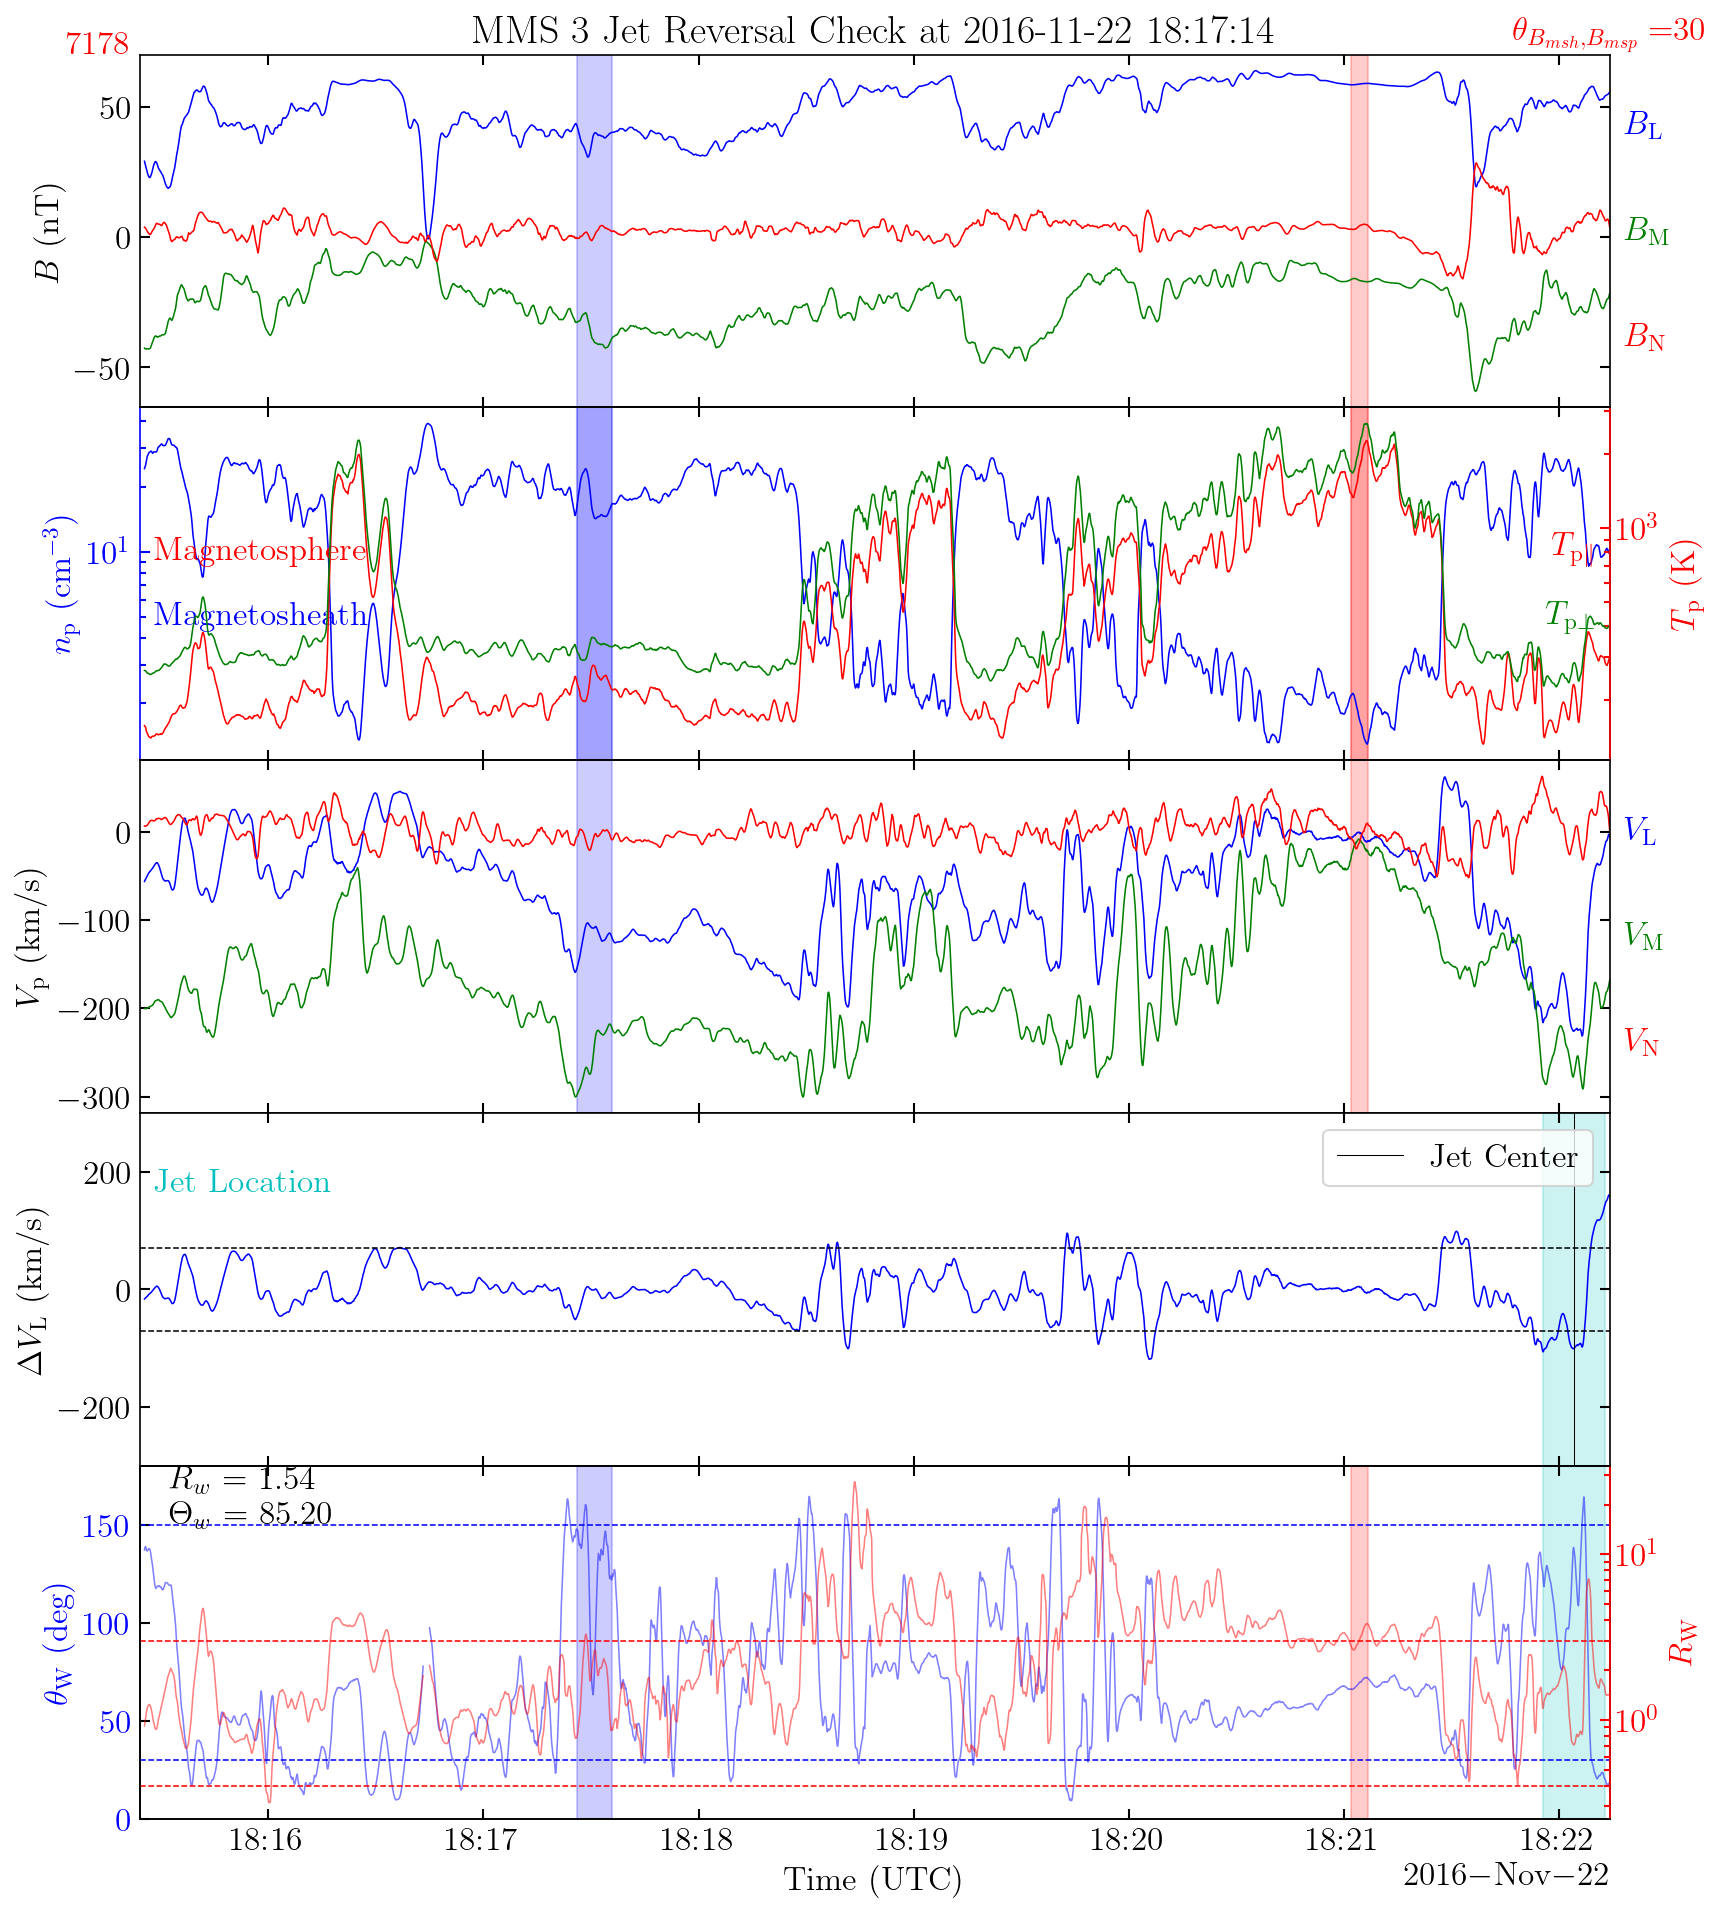 MMS 3 Jet Reversal Check at 2016-11-22 18:17:14
7178
θ_{B_{msh},B_{msp}} =30
B (nT)
50
0
−50
B_L
B_M
B_N
n_p (cm^{−3})
10^1
Magnetosphere
Magnetosheath
10^3
T_{p∥}
T_{p⊥}
T_p (K)
V_p (km/s)
0
−100
−200
−300
V_L
V_M
V_N
ΔV_L (km/s)
200
0
−200
Jet Location
Jet Center
R_w = 1.54
Θ_w = 85.20
θ_W (deg)
150
100
50
0
10^1
10^0
R_W
18:16
18:17
18:18
18:19
18:20
18:21
18:22
Time (UTC)
2016−Nov−22